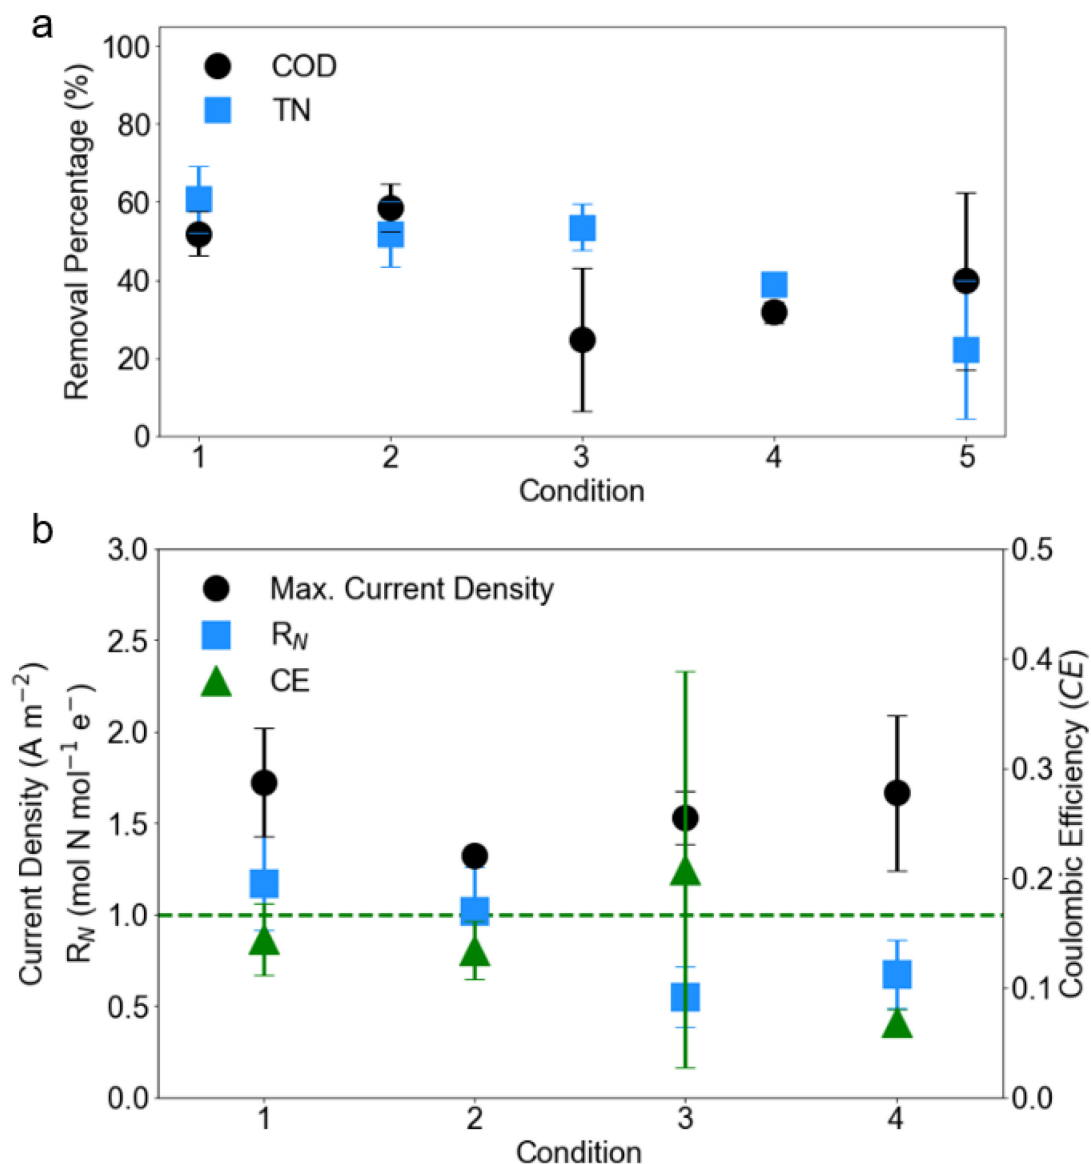 a
100
80
60
40
20
0
Removal Percentage (%)
COD
TN
1 2 3 4 5
Condition
b
3.0
2.5
2.0
1.5
1.0
0.5
0.0
Current Density (A m⁻²)
R_N (mol N mol⁻¹ e⁻)
Max. Current Density
R_N
CE
0.5
0.4
0.3
0.2
0.1
0.0
Coulombic Efficiency (CE)
1 2 3 4
Condition